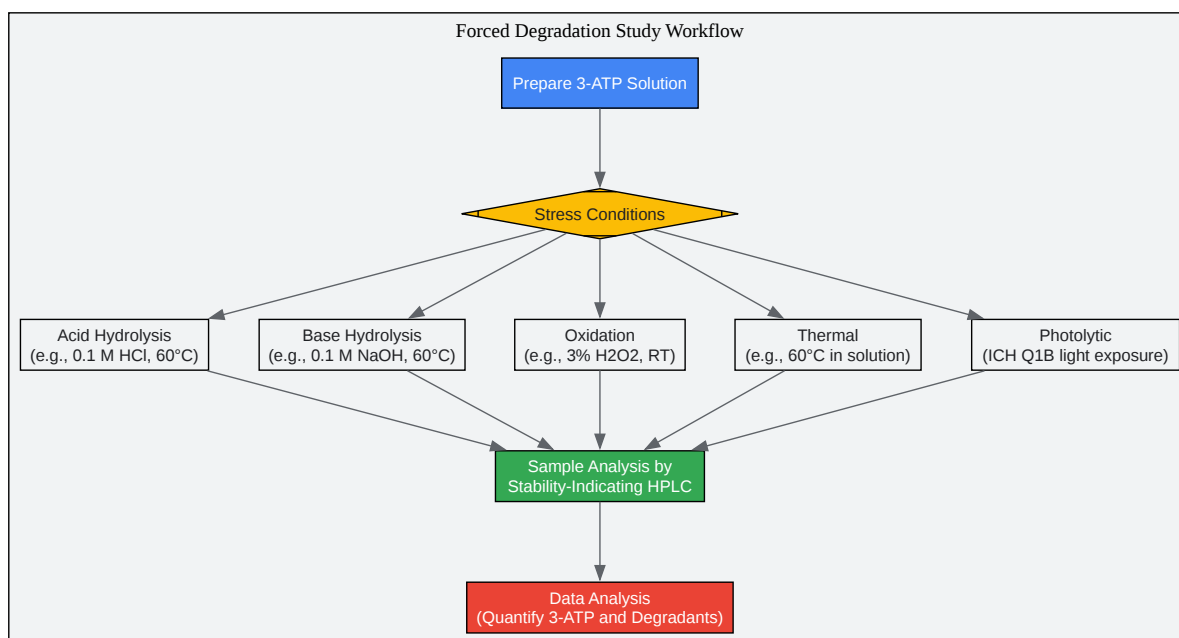 Forced Degradation Study Workflow
Prepare 3-ATP Solution
Stress Conditions
Acid Hydrolysis
(e.g., 0.1 M HCl, 60°C)
Base Hydrolysis
(e.g., 0.1 M NaOH, 60°C)
Oxidation
(e.g., 3% H2O2, RT)
Thermal
(e.g., 60°C in solution)
Photolytic
(ICH Q1B light exposure)
Sample Analysis by
Stability-Indicating HPLC
Data Analysis
(Quantify 3-ATP and Degradants)